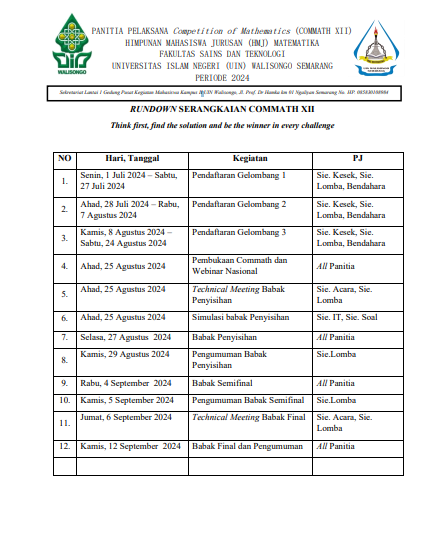 PANITIA PELAKSANA Competition of Mathematics (COMMATH XII)
HIMPUNAN MAHASISWA JURUSAN (HMJ) MATEMATIKA
FAKULTAS SAINS DAN TEKNOLOGI
UNIVERSITAS ISLAM NEGERI (UIN) WALISONGO SEMARANG
PERIODE 2024
WALISONGO
Sekretariat Lantai 1 Gedung Pusat Kegiatan Mahasiswa Kampus III UIN Walisongo, Jl. Prof. Dr Hamka km 01 Ngaliyan Semarang No. HP
RUNDOWN SERANGKAIAN COMMATH XII
Think first, find the solution and be the winner in every challenge
NO Hari, Tanggal Kegiatan PJ
1. Senin, 1 Juli 2024 – Sabtu, Pendaftaran Gelombang 1 Sie. Kesek, Sie.
27 Juli 2024 Lomba, Bendahara
2. Ahad, 28 Juli 2024 – Rabu, Pendaftaran Gelombang 2 Sie. Kesek, Sie.
7 Agustus 2024 Lomba, Bendahara
3. Kamis, 8 Agustus 2024 – Pendaftaran Gelombang 3 Sie. Kesek, Sie.
Sabtu, 24 Agustus 2024 Lomba, Bendahara
4. Ahad, 25 Agustus 2024 Pembukaan Commath dan All Panitia
Webinar Nasional
5. Ahad, 25 Agustus 2024 Technical Meeting Babak Sie. Acara, Sie.
Penyisihan Lomba
6. Ahad, 25 Agustus 2024 Simulasi babak Penyisihan Sie. IT, Sie. Soal
7. Selasa, 27 Agustus 2024 Babak Penyisihan All Panitia
8. Kamis, 29 Agustus 2024 Pengumuman Babak Sie.Lomba
Penyisihan
9. Rabu, 4 September 2024 Babak Semifinal All Panitia
10. Kamis, 5 September 2024 Pengumuman Babak Semifinal Sie.Lomba
11. Jumat, 6 September 2024 Technical Meeting Babak Final Sie. Acara, Sie.
Lomba
12. Kamis, 12 September 2024 Babak Final dan Pengumuman All Panitia